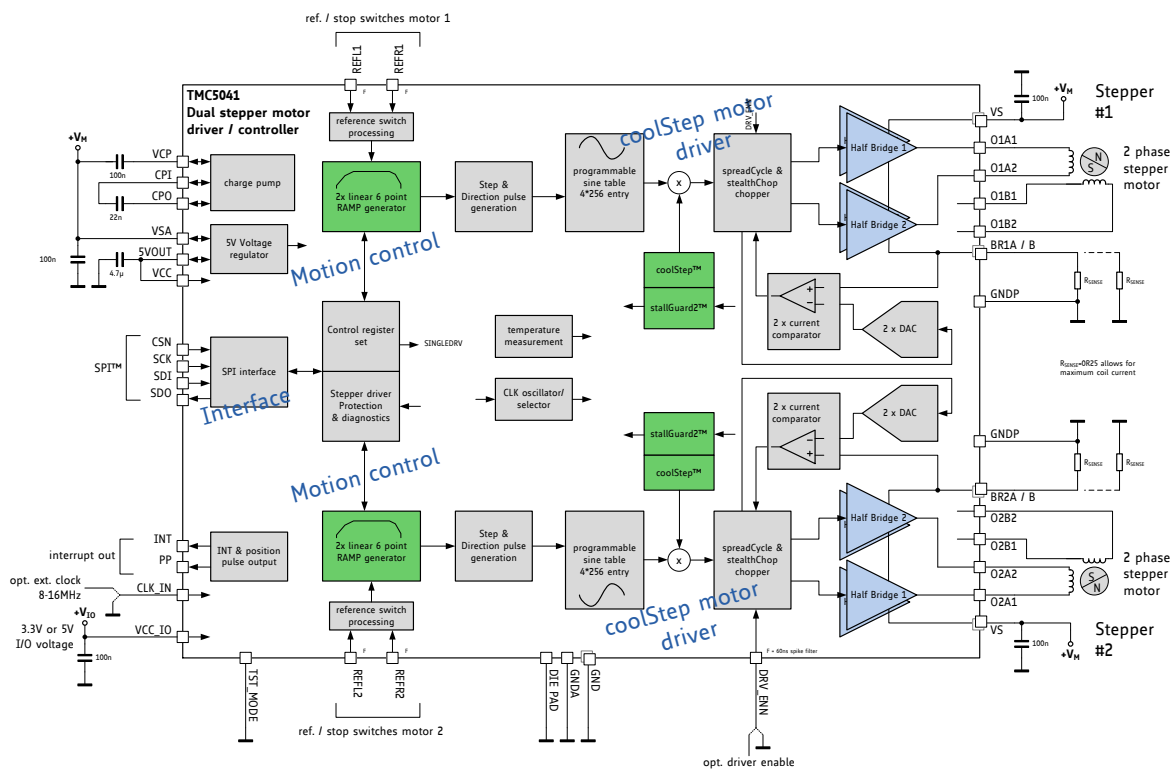 ref. / stop switches motor 1
REFL1
REFR1
F
F
TMC5041
Dual stepper motor
driver / controller
reference switch
processing
coolStep motor
driver
DRV_ENN
VS
100n
+VM
Stepper
#1
+VM
VCP
100n
CPI
CPO
22n
charge pump
2x linear 6 point
RAMP generator
Step &
Direction pulse
generation
programmable
sine table
4*256 entry
x
spreadCycle &
stealthChop
chopper
Half Bridge 1
Half Bridge 2
O1A1
O1A2
O1B1
O1B2
BR1A / B
N
S
2 phase
stepper
motor
VSA
5VOUT
VCC
100n
4.7µ
5V Voltage
regulator
Motion control
coolStep™
stallGuard2™
+
−
2 x current
comparator
2 x DAC
GNDP
RSENSE
RSENSE
RSENSE=0R25 allows for
maximum coil current
Control register
set
SINGLEDRV
Stepper driver
Protection
& diagnostics
temperature
measurement
CLK oscillator/
selector
SPI™
CSN
SCK
SDI
SDO
SPI interface
Interface
stallGuard2™
coolStep™
2 x current
comparator
+
−
2 x DAC
GNDP
RSENSE
RSENSE
BR2A / B
Motion control
interrupt out
INT
PP
INT & position
pulse output
2x linear 6 point
RAMP generator
Step &
Direction pulse
generation
programmable
sine table
4*256 entry
x
spreadCycle &
stealthChop
chopper
Half Bridge 2
Half Bridge 1
O2B2
O2B1
O2A2
O2A1
S
N
2 phase
stepper
motor
opt. ext. clock
8-16MHz
CLK_IN
+VIO
3.3V or 5V
I/O voltage
VCC_IO
100n
reference switch
processing
F
F
coolStep motor
driver
F = 60ns spike filter
VS
100n
+VM
Stepper
#2
TST_MODE
REFL2
REFR2
DIE PAD
GNDA
GND
DRV_ENN
ref. / stop switches motor 2
opt. driver enable